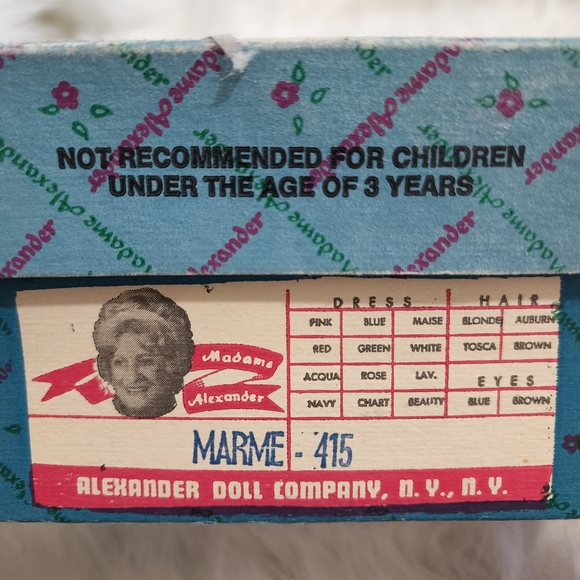 Madame Alexander
NOT RECOMMENDED FOR CHILDREN
UNDER THE AGE OF 3 YEARS
Madame
Alexander
DRESS HAIR
PINK BLUE MAISE BLONDE AUBURN
RED GREEN WHITE TOSCA BROWN
ACQUA ROSE LAV. EYES
NAVY CHART BEAUTY BLUE BROWN
MARME - 415
ALEXANDER DOLL COMPANY, N.Y., N.Y.